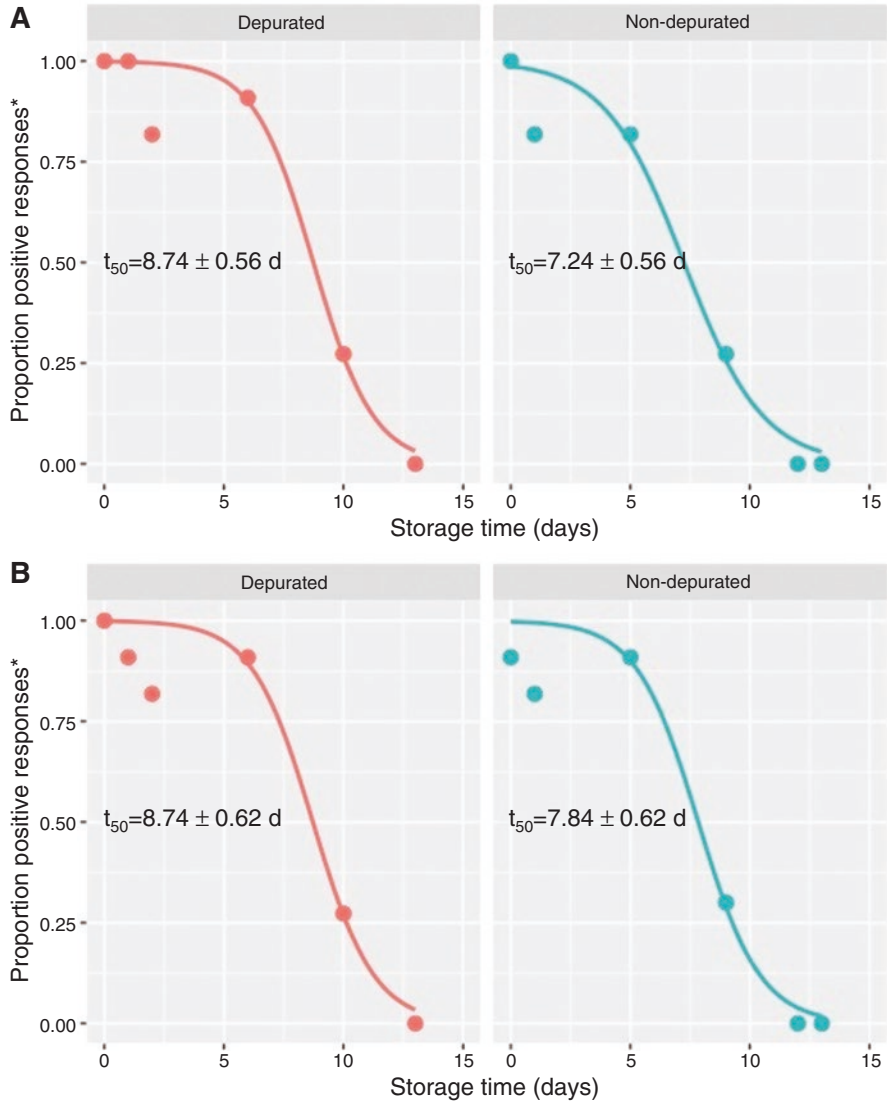 A
Depurated
Non-depurated
Proportion positive responses*
1.00
0.75
0.50
0.25
0.00
t50=8.74 ± 0.56 d
t50=7.24 ± 0.56 d
0 5 10 15
0 5 10 15
Storage time (days)
B
Depurated
Non-depurated
Proportion positive responses*
1.00
0.75
0.50
0.25
0.00
t50=8.74 ± 0.62 d
t50=7.84 ± 0.62 d
0 5 10 15
0 5 10 15
Storage time (days)